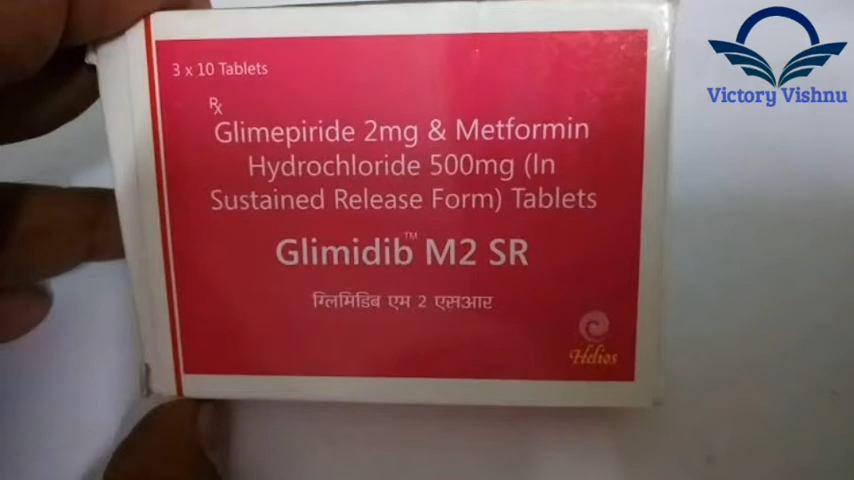 3 x 10 Tablets
Rx
Glimepiride 2mg & Metformin
Hydrochloride 500mg (In
Sustained Release Form) Tablets
Glimidib™ M2 SR
ग्लिमिडिब एम 2 एसआर
Helios
Victory Vishnu